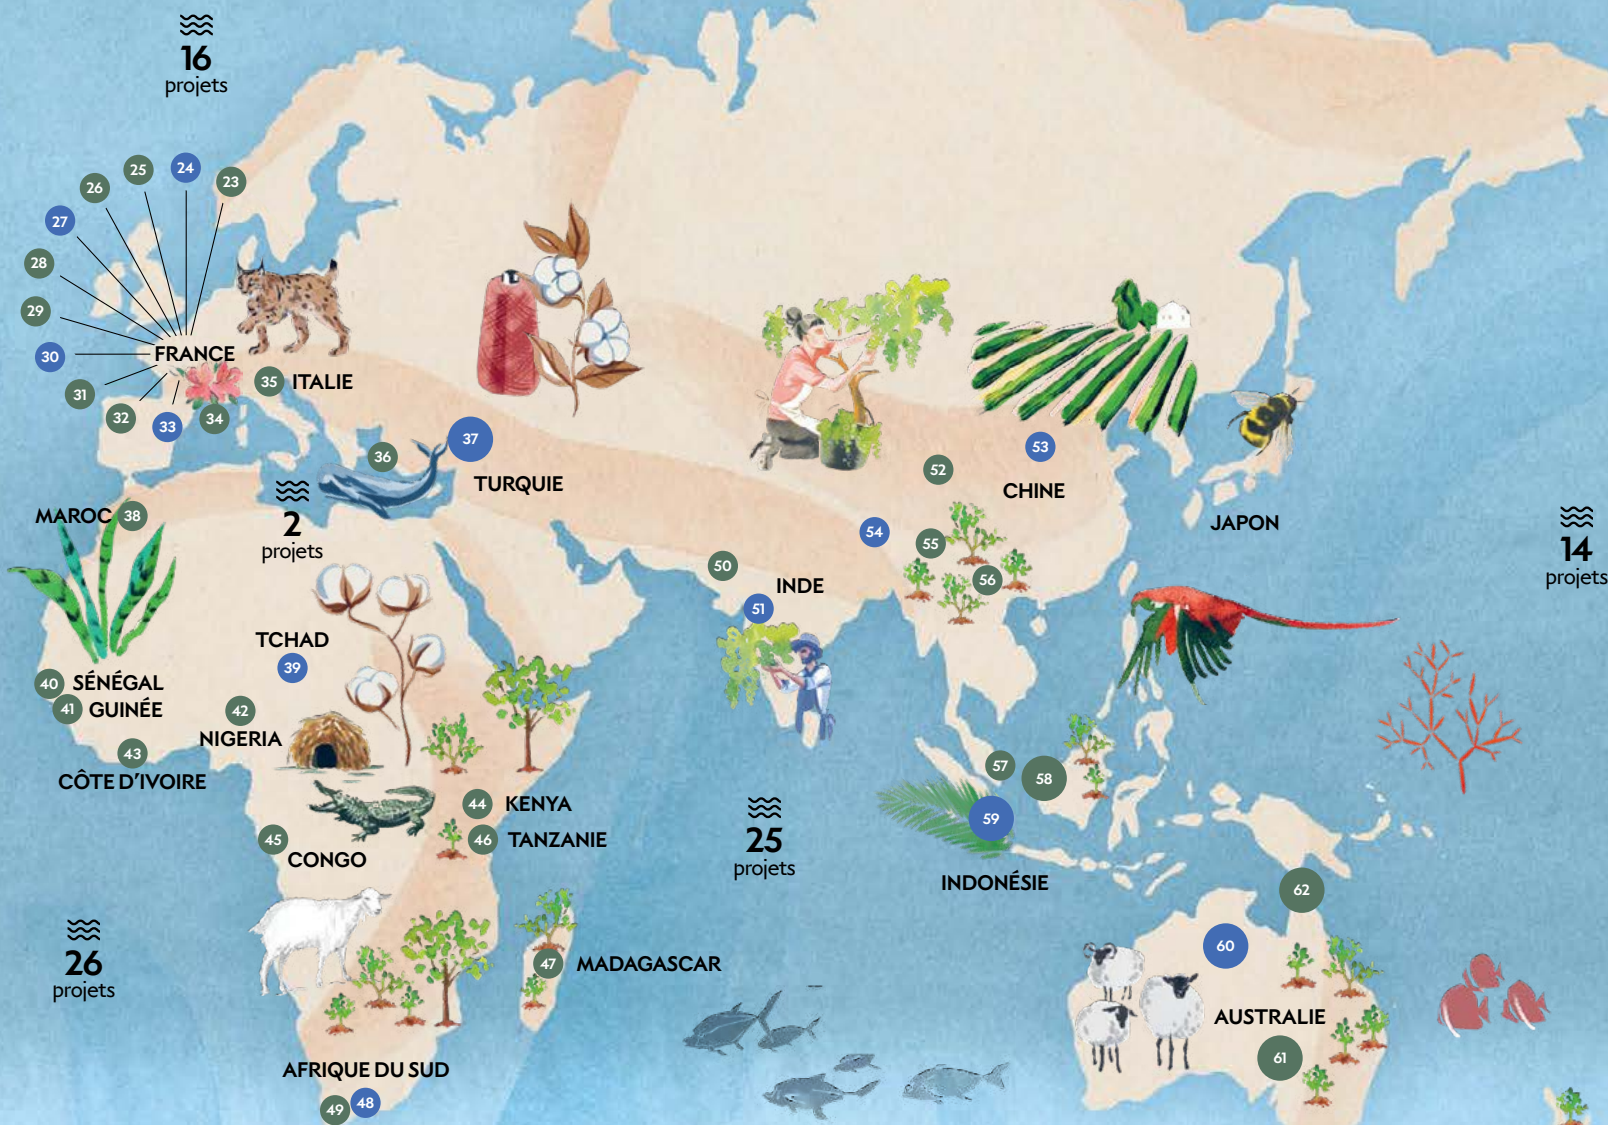 16
projets
25
24
23
26
27
28
29
FRANCE
30
31
35
ITALIE
32
33
34
37
36
TURQUIE
53
52
CHINE
MAROC
38
2
projets
JAPON
14
projets
54
55
50
56
INDE
51
TCHAD
39
40
SÉNÉGAL
41
GUINÉE
42
NIGERIA
43
CÔTE D'IVOIRE
57
58
44
KENYA
59
45
46
TANZANIE
CONGO
25
projets
INDONÉSIE
62
26
projets
60
47
MADAGASCAR
AUSTRALIE
61
AFRIQUE DU SUD
49
48